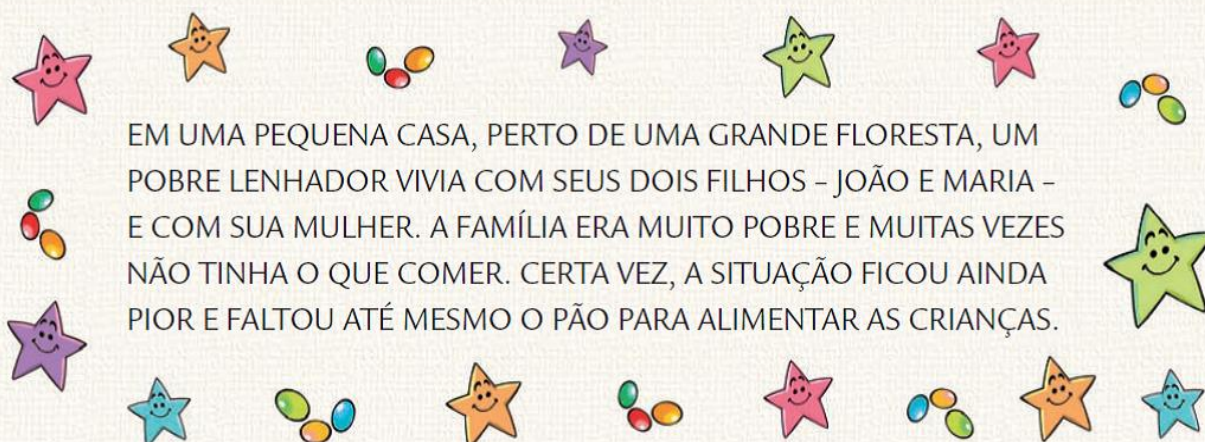 EM UMA PEQUENA CASA, PERTO DE UMA GRANDE FLORESTA, UM
POBRE LENHADOR VIVIA COM SEUS DOIS FILHOS – JOÃO E MARIA –
E COM SUA MULHER. A FAMÍLIA ERA MUITO POBRE E MUITAS VEZES
NÃO TINHA O QUE COMER. CERTA VEZ, A SITUAÇÃO FICOU AINDA
PIOR E FALTOU ATÉ MESMO O PÃO PARA ALIMENTAR AS CRIANÇAS.